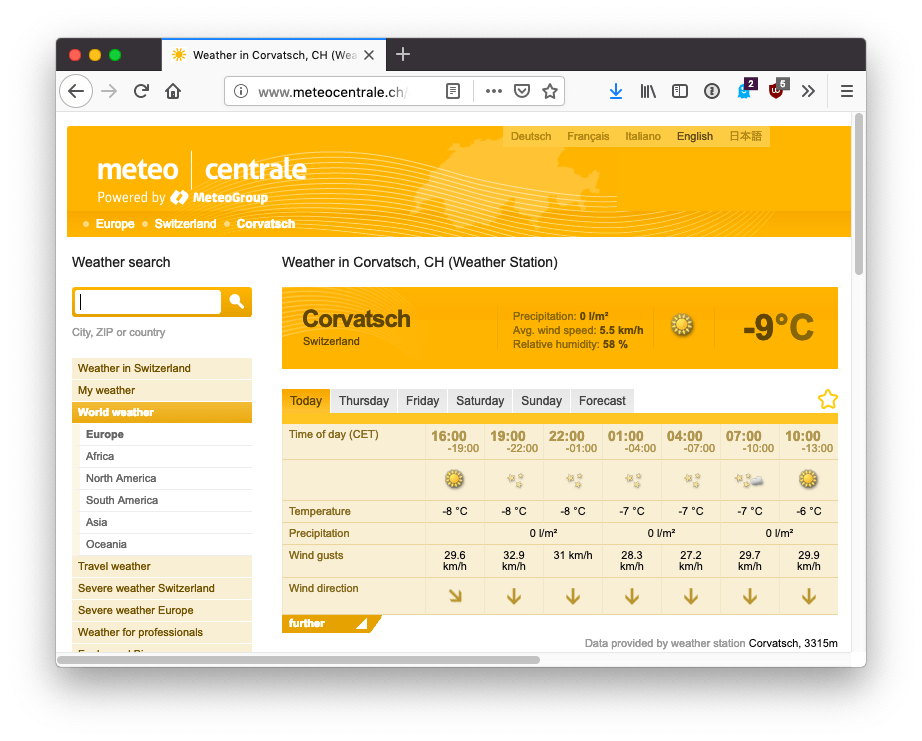 Weather in Corvatsch, CH (Wea
www.meteocentrale.ch/
2
6
Deutsch Français Italiano English 日本語
meteo centrale
Powered by MeteoGroup
Europe Switzerland Corvatsch
Weather search
City, ZIP or country
Weather in Switzerland
My weather
World weather
Europe
Africa
North America
South America
Asia
Oceania
Travel weather
Severe weather Switzerland
Severe weather Europe
Weather for professionals
Weather in Corvatsch, CH (Weather Station)
Corvatsch
Switzerland
Precipitation: 0 l/m²
Avg. wind speed: 5.5 km/h
Relative humidity: 58 %
-9°C
Today Thursday Friday Saturday Sunday Forecast
Time of day (CET) 16:00 19:00 22:00 01:00 04:00 07:00 10:00
-19:00 -22:00 -01:00 -04:00 -07:00 -10:00 -13:00
Temperature -8 °C -8 °C -8 °C -7 °C -7 °C -7 °C -6 °C
Precipitation 0 l/m² 0 l/m² 0 l/m²
Wind gusts 29.6 32.9 31 km/h 28.3 27.2 29.7 29.9
km/h km/h km/h km/h km/h km/h
Wind direction
further
Data provided by weather station Corvatsch, 3315m